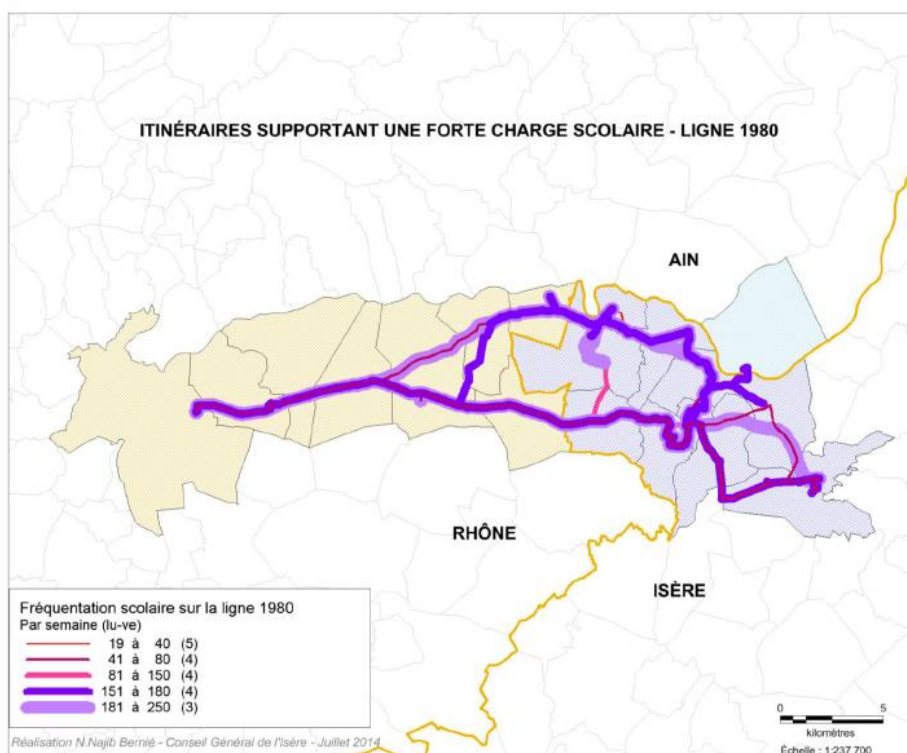 ITINÉRAIRES SUPPORTANT UNE FORTE CHARGE SCOLAIRE - LIGNE 1980
AIN
RHÔNE
ISÈRE
Fréquentation scolaire sur la ligne 1980
Par semaine (lu-ve)
19 à 40 (5)
41 à 80 (4)
81 à 150 (4)
151 à 180 (4)
181 à 250 (3)
0 5
kilomètres
Échelle : 1:237 700
Réalisation N.Najib Bernié - Conseil Général de l'Isère - Juillet 2014